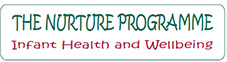 THE NURTURE PROGRAMME
Infant Health and Wellbeing